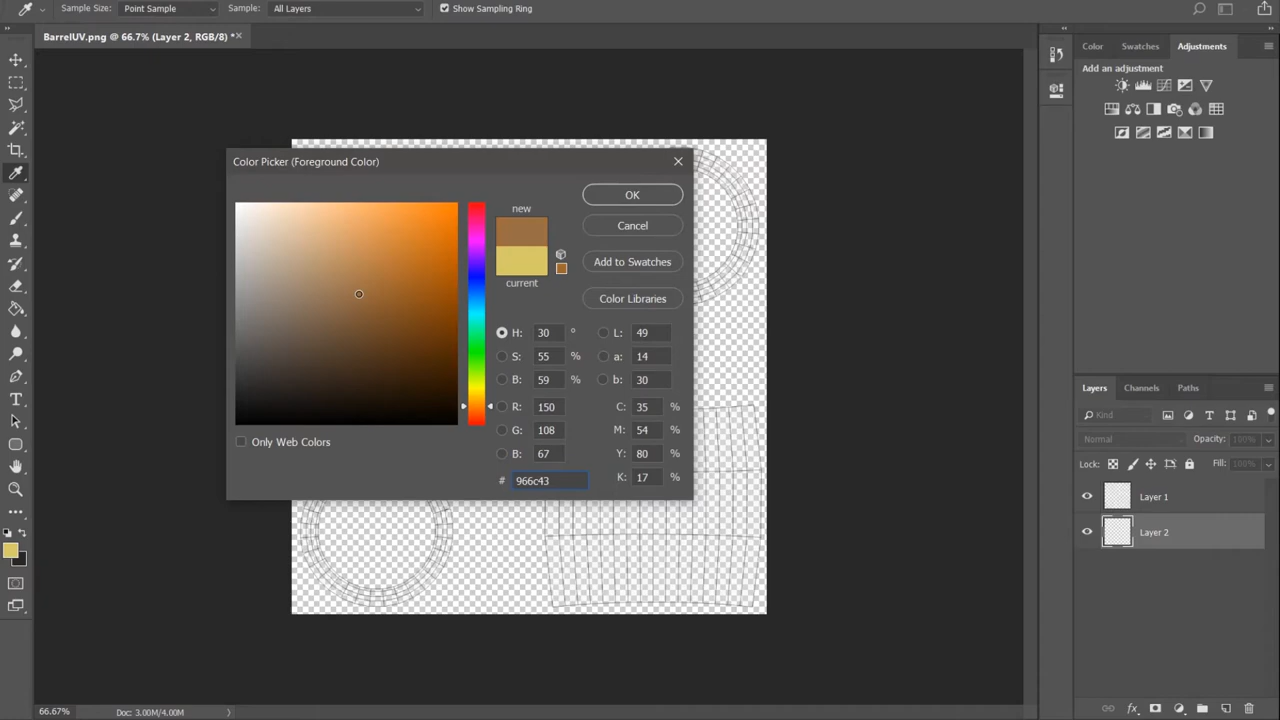 Sample Size: Point Sample Sample: All Layers Show Sampling Ring
BarrelUV.png @ 66.7% (Layer 2, RGB/8) *
Color Swatches Adjustments
Add an adjustment
Color Picker (Foreground Color)
new
current
OK
Cancel
Add to Swatches
Color Libraries
H: 30 ° L: 49
S: 55 % a: 14
B: 59 % b: 30
R: 150 C: 35 %
G: 108 M: 54 %
B: 67 Y: 80 %
# 966c43 K: 17 %
Only Web Colors
Layers Channels Paths
Kind
Normal Opacity: 100%
Lock: Fill: 100%
Layer 1
Layer 2
66.67% Doc: 3.00M/4.00M